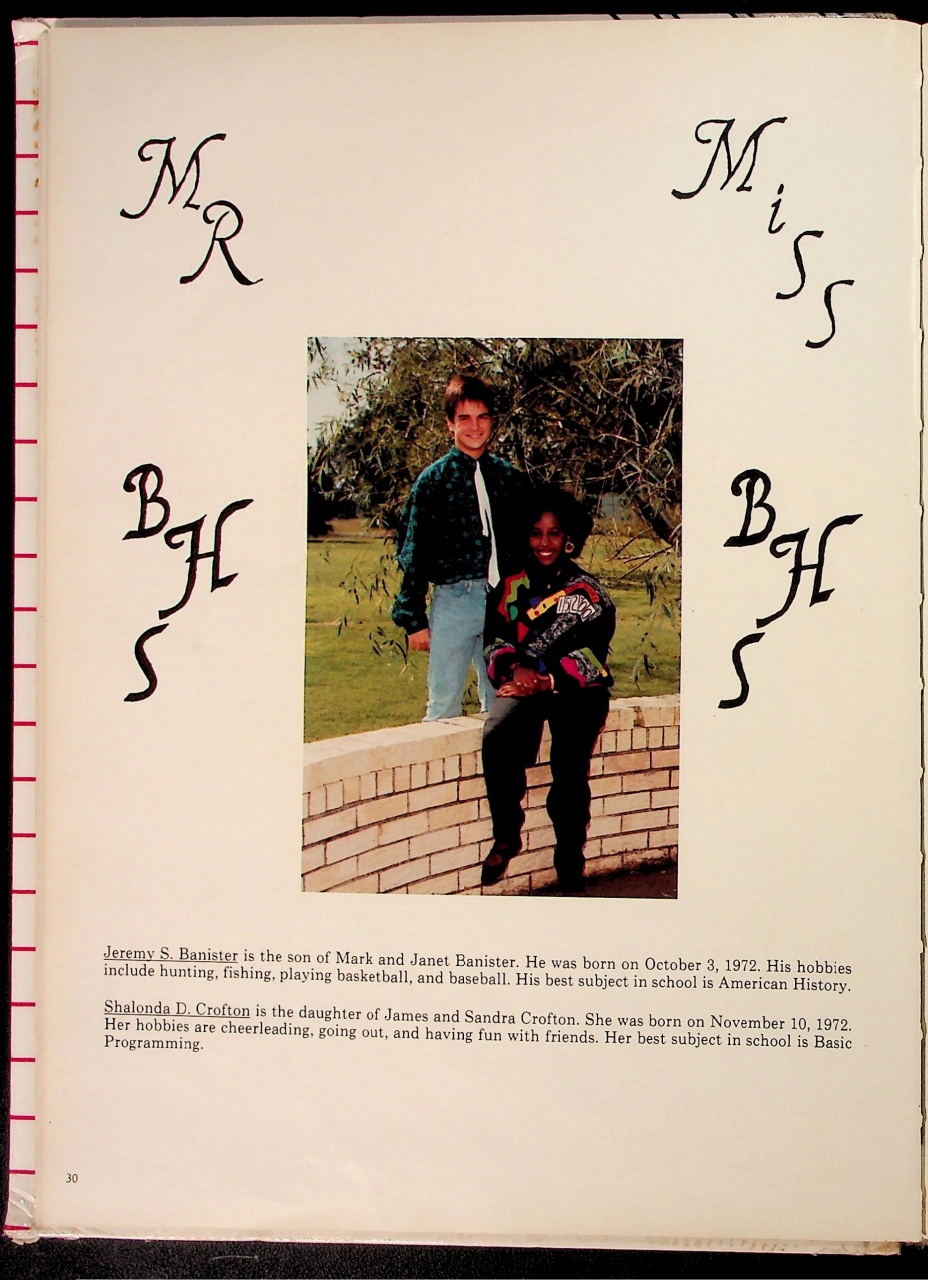 MR
MiSS
BHS
BHS
Jeremy S. Banister is the son of Mark and Janet Banister. He was born on October 3, 1972. His hobbies
include hunting, fishing, playing basketball, and baseball. His best subject in school is American History.
Shalonda D. Crofton is the daughter of James and Sandra Crofton. She was born on November 10, 1972.
Her hobbies are cheerleading, going out, and having fun with friends. Her best subject in school is Basic
Programming.
30